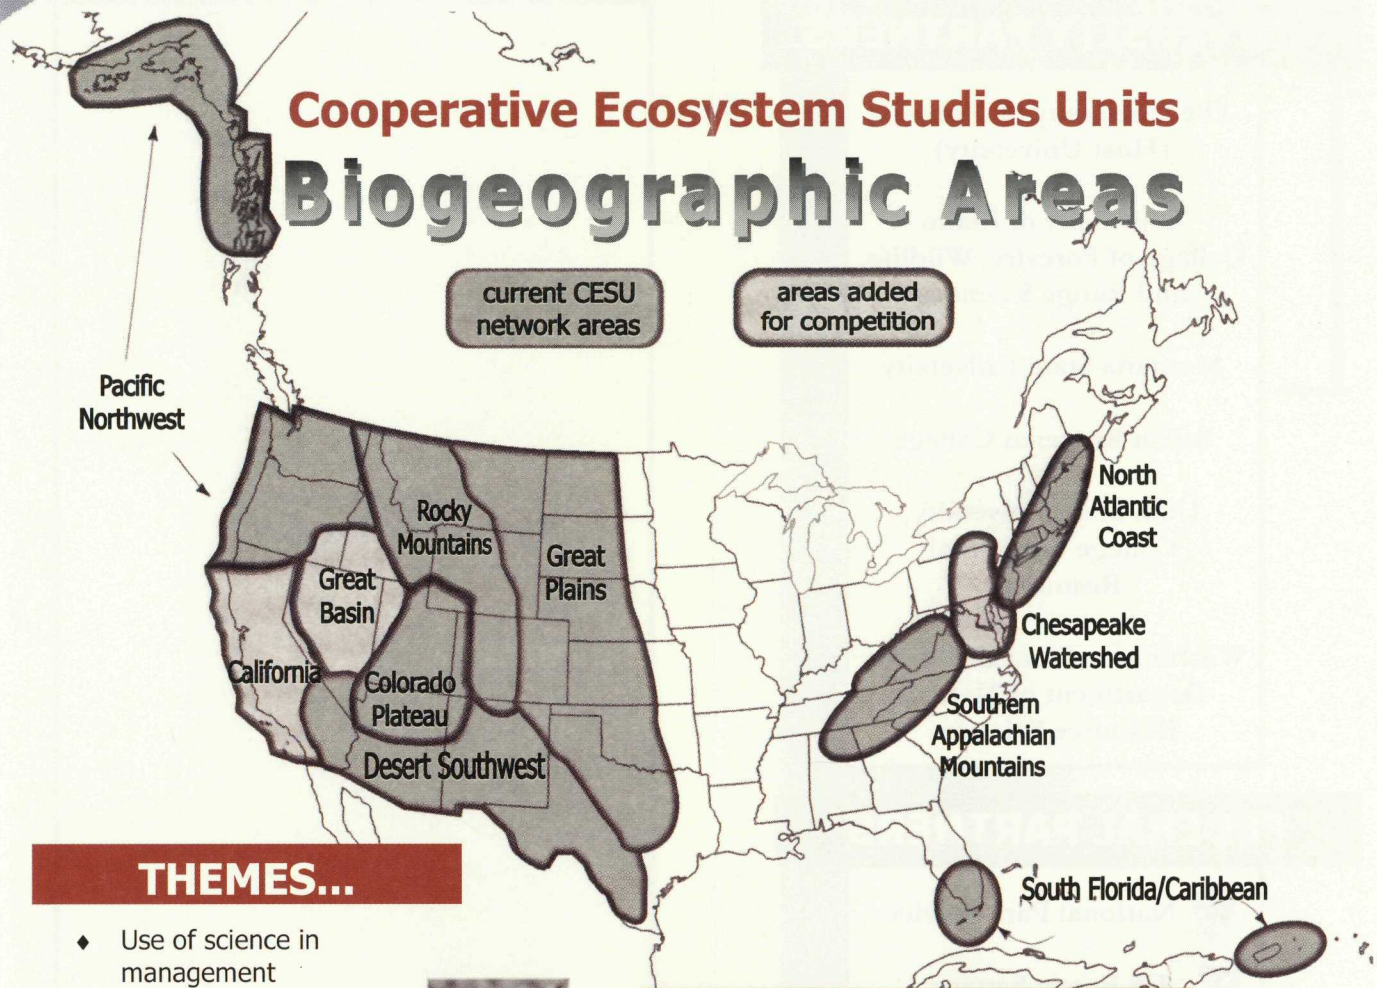 Cooperative Ecosystem Studies Units
Biogeographic Areas
current CESU
network areas
areas added
for competition
Pacific
Northwest
Rocky
Mountains
Great
Plains
Great
Basin
California
Colorado
Plateau
Desert Southwest
North
Atlantic
Coast
Chesapeake
Watershed
Southern
Appalachian
Mountains
South Florida/Caribbean
THEMES...
♦ Use of science in
management